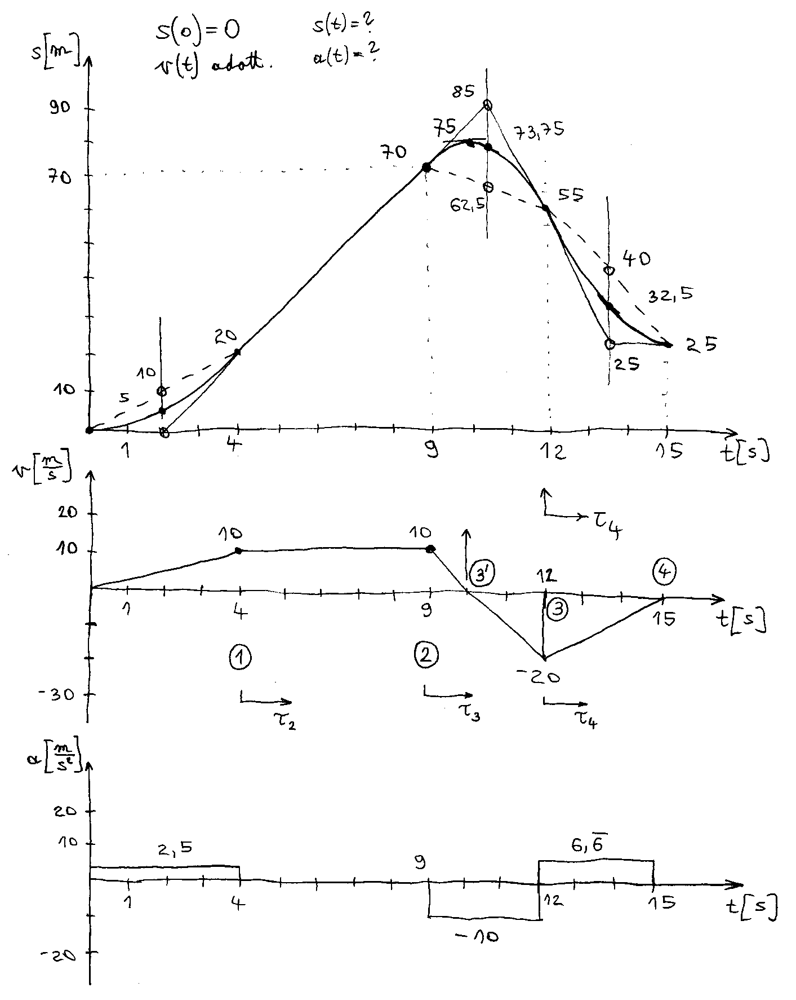 s(0)=0 s(t)=?
v(t) adott. a(t)=?
s[m]
90
85
75
73,75
70
70
62,5
55
40
32,5
20
10
25
25
10
5
1 4 9 12 15 t[s]
v[m/s]
20
τ4
10 10
10
3' 12 4
1 4 9 3 15 t[s]
1 2
-20
-30
τ2 τ3 τ4
a[m/s²]
20
10
2,5 9 6,6̅
1 4 12 15 t[s]
-10
-20